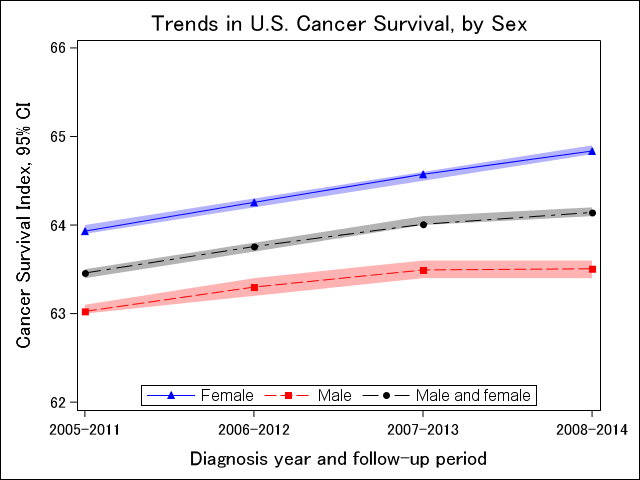 Trends in U.S. Cancer Survival, by Sex
Cancer Survival Index, 95% CI
66
65
64
63
62
Female Male Male and female
2005-2011 2006-2012 2007-2013 2008-2014
Diagnosis year and follow-up period